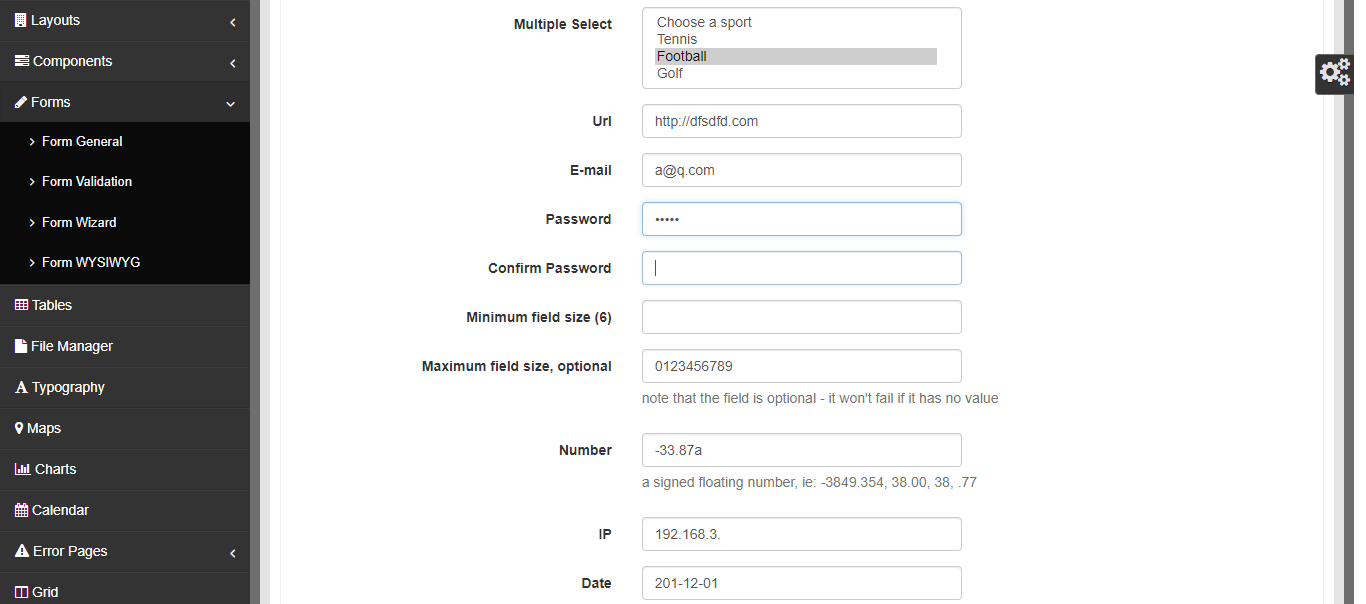 Layouts
Components
Forms
Form General
Form Validation
Form Wizard
Form WYSIWYG
Tables
File Manager
Typography
Maps
Charts
Calendar
Error Pages
Grid
Multiple Select
Choose a sport
Tennis
Football
Golf
Url http://dfsdfd.com
E-mail a@q.com
Password •••••
Confirm Password
Minimum field size (6)
Maximum field size, optional 0123456789
note that the field is optional - it won't fail if it has no value
Number -33.87a
a signed floating number, ie: -3849.354, 38.00, 38, .77
IP 192.168.3.
Date 201-12-01